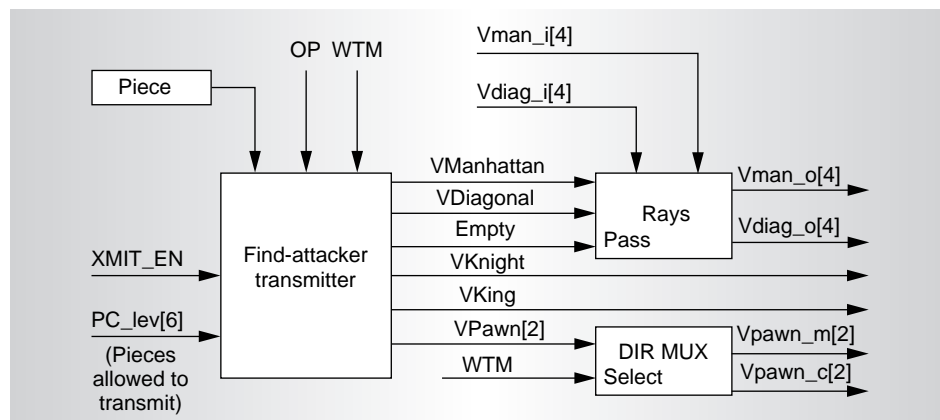 Vman_i[4]
OP WTM
Piece
Vdiag_i[4]
VManhattan
VDiagonal
Empty
VKnight
VKing
VPawn[2]
WTM
XMIT_EN
PC_lev[6]
(Pieces
allowed to
transmit)
Find-attacker
transmitter
Rays
Pass
Vman_o[4]
Vdiag_o[4]
DIR MUX
Select
Vpawn_m[2]
Vpawn_c[2]